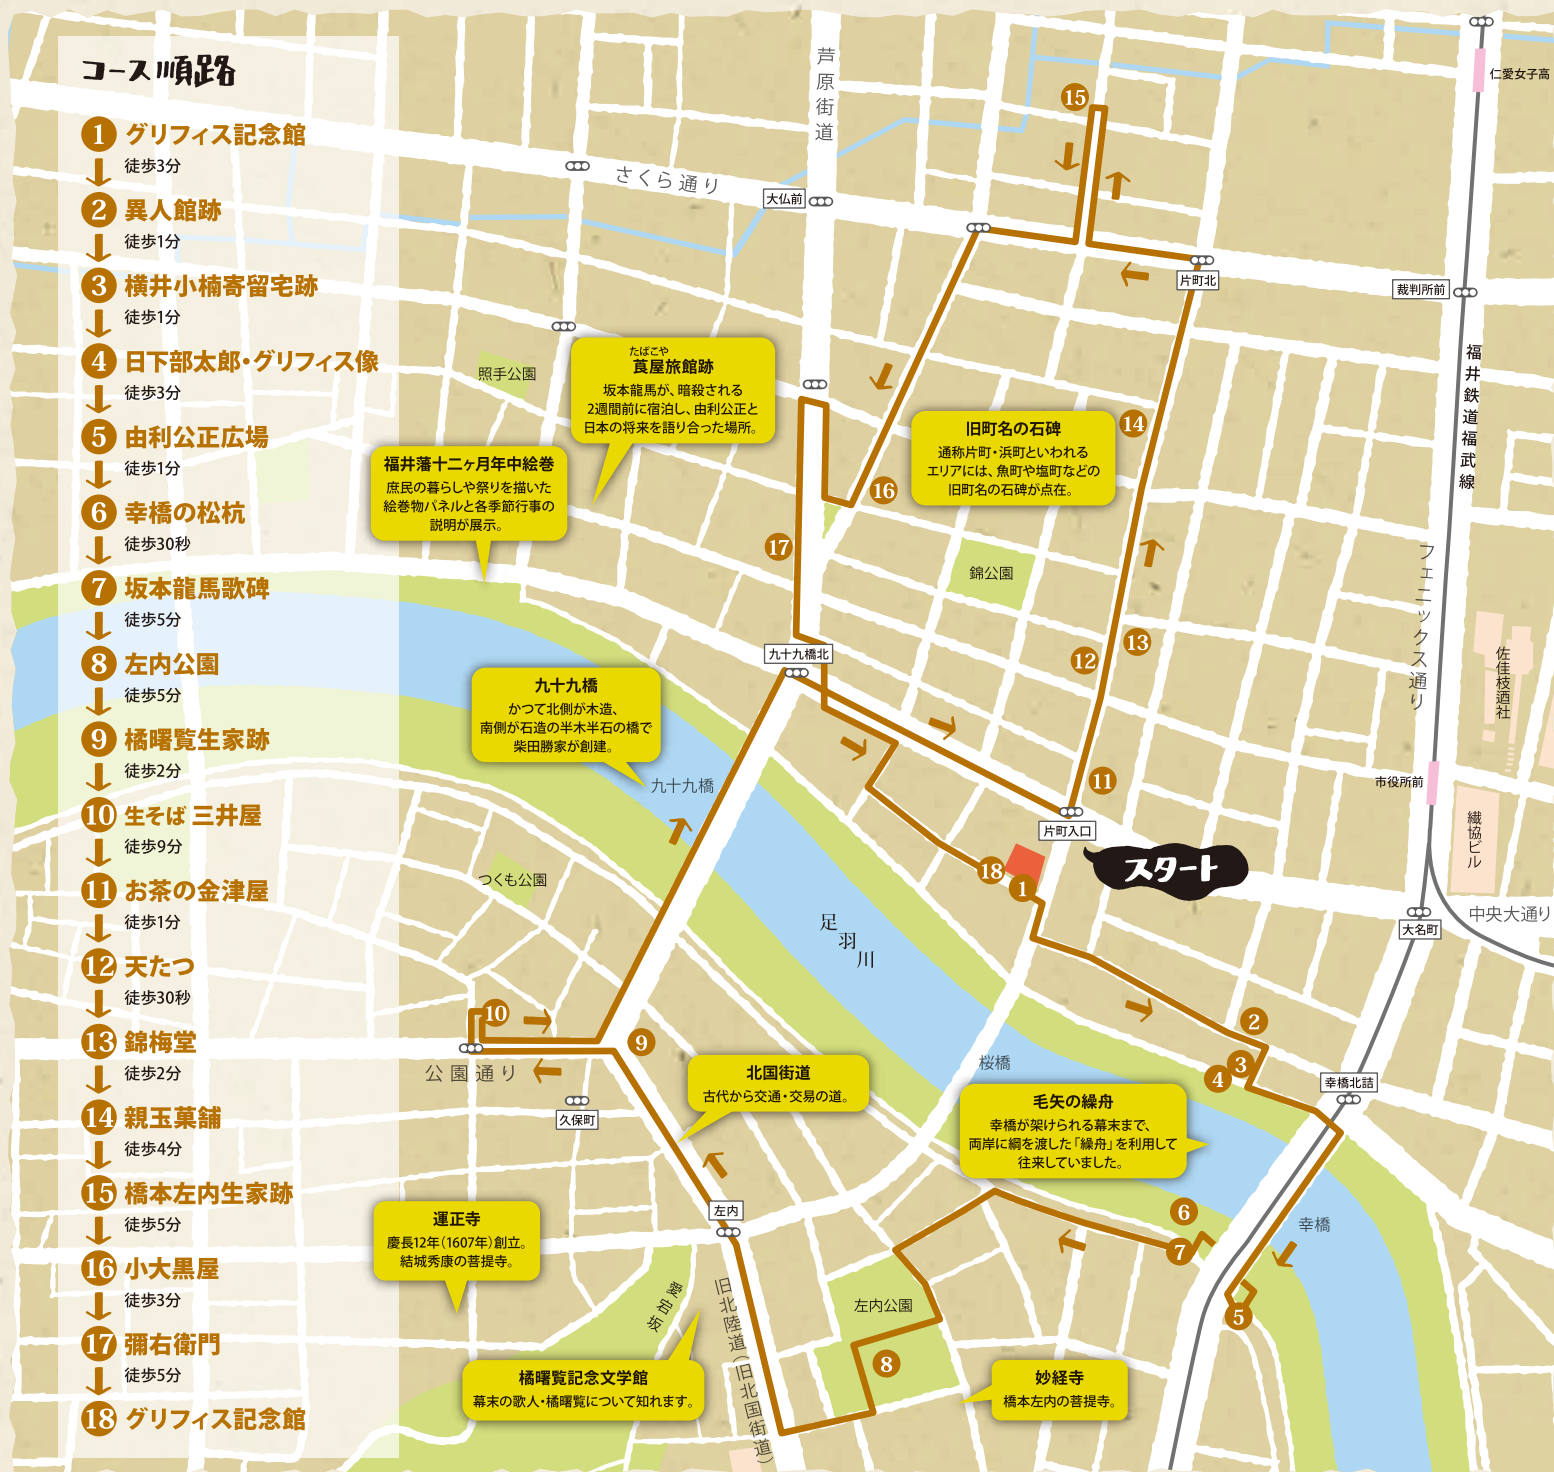 コース順路
1 グリフィス記念館
徒歩3分
2 異人館跡
徒歩1分
3 横井小楠寄留宅跡
徒歩1分
4 日下部太郎・グリフィス像
徒歩3分
5 由利公正広場
徒歩1分
6 幸橋の松杭
徒歩30秒
7 坂本龍馬歌碑
徒歩5分
8 左内公園
徒歩5分
9 橘曙覧生家跡
徒歩2分
10 生そば 三井屋
徒歩9分
11 お茶の金津屋
徒歩1分
12 天たつ
徒歩30秒
13 錦梅堂
徒歩2分
14 親玉菓舗
徒歩4分
15 橋本左内生家跡
徒歩5分
16 小大黒屋
徒歩3分
17 彌右衛門
徒歩5分
18 グリフィス記念館
芦原街道
さくら通り
大仏前
15
仁愛女子高
片町北
裁判所前
福井鉄道福武線
照手公園
たばこや
莨屋旅館跡
坂本龍馬が、暗殺される
2週間前に宿泊し、由利公正と
日本の将来を語り合った場所。
福井藩十二ヶ月年中絵巻
庶民の暮らしや祭りを描いた
絵巻物パネルと各季節行事の
説明が展示。
旧町名の石碑
通称片町・浜町といわれる
エリアには、魚町や塩町などの
旧町名の石碑が点在。
14
16
17
錦公園
フェニックス通り
13
12
九十九橋北
佐佳枝廼社
九十九橋
かつて北側が木造、
南側が石造の半木半石の橋で
柴田勝家が創建。
九十九橋
11
市役所前
片町入口
繊協ビル
スタート
18
1
つくも公園
中央大通り
大名町
足羽川
10
9
2
3
4
公園通り
久保町
桜橋
幸橋北詰
北国街道
古代から交通・交易の道。
毛矢の繰舟
幸橋が架けられる幕末まで、
両岸に綱を渡した「繰舟」を利用して
往来していました。
左内
6
7
幸橋
運正寺
慶長12年(1607年)創立。
結城秀康の菩提寺。
愛宕坂
旧北陸道(旧北国街道)
左内公園
5
8
橘曙覧記念文学館
幕末の歌人・橘曙覧について知れます。
妙経寺
橋本左内の菩提寺。